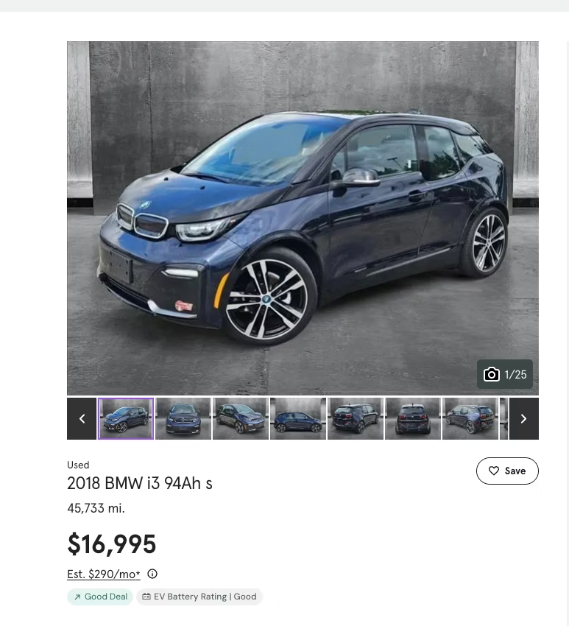 1/25
Used
2018 BMW i3 94Ah s
Save
45,733 mi.
$16,995
Est. $290/mo*
Good Deal
EV Battery Rating | Good